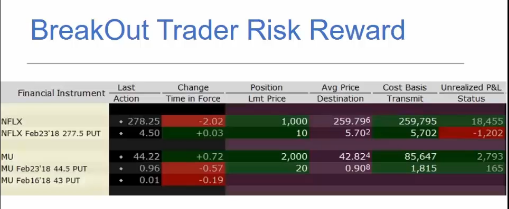 BreakOut Trader Risk Reward
Financial Instrument Last Change Position Avg Price Cost Basis Unrealized P&L
Action Time in Force Lmt Price Destination Transmit Status
NFLX • 278.25 -2.02 1,000 259.796 259,795 18,455
NFLX Feb23'18 277.5 PUT • 4.50 +0.03 10 5.702 5,702 -1,202
MU • 44.22 +0.72 2,000 42.824 85,647 2,793
MU Feb23'18 44.5 PUT • 0.96 -0.57 20 0.908 1,815 165
MU Feb16'18 43 PUT • 0.01 -0.19